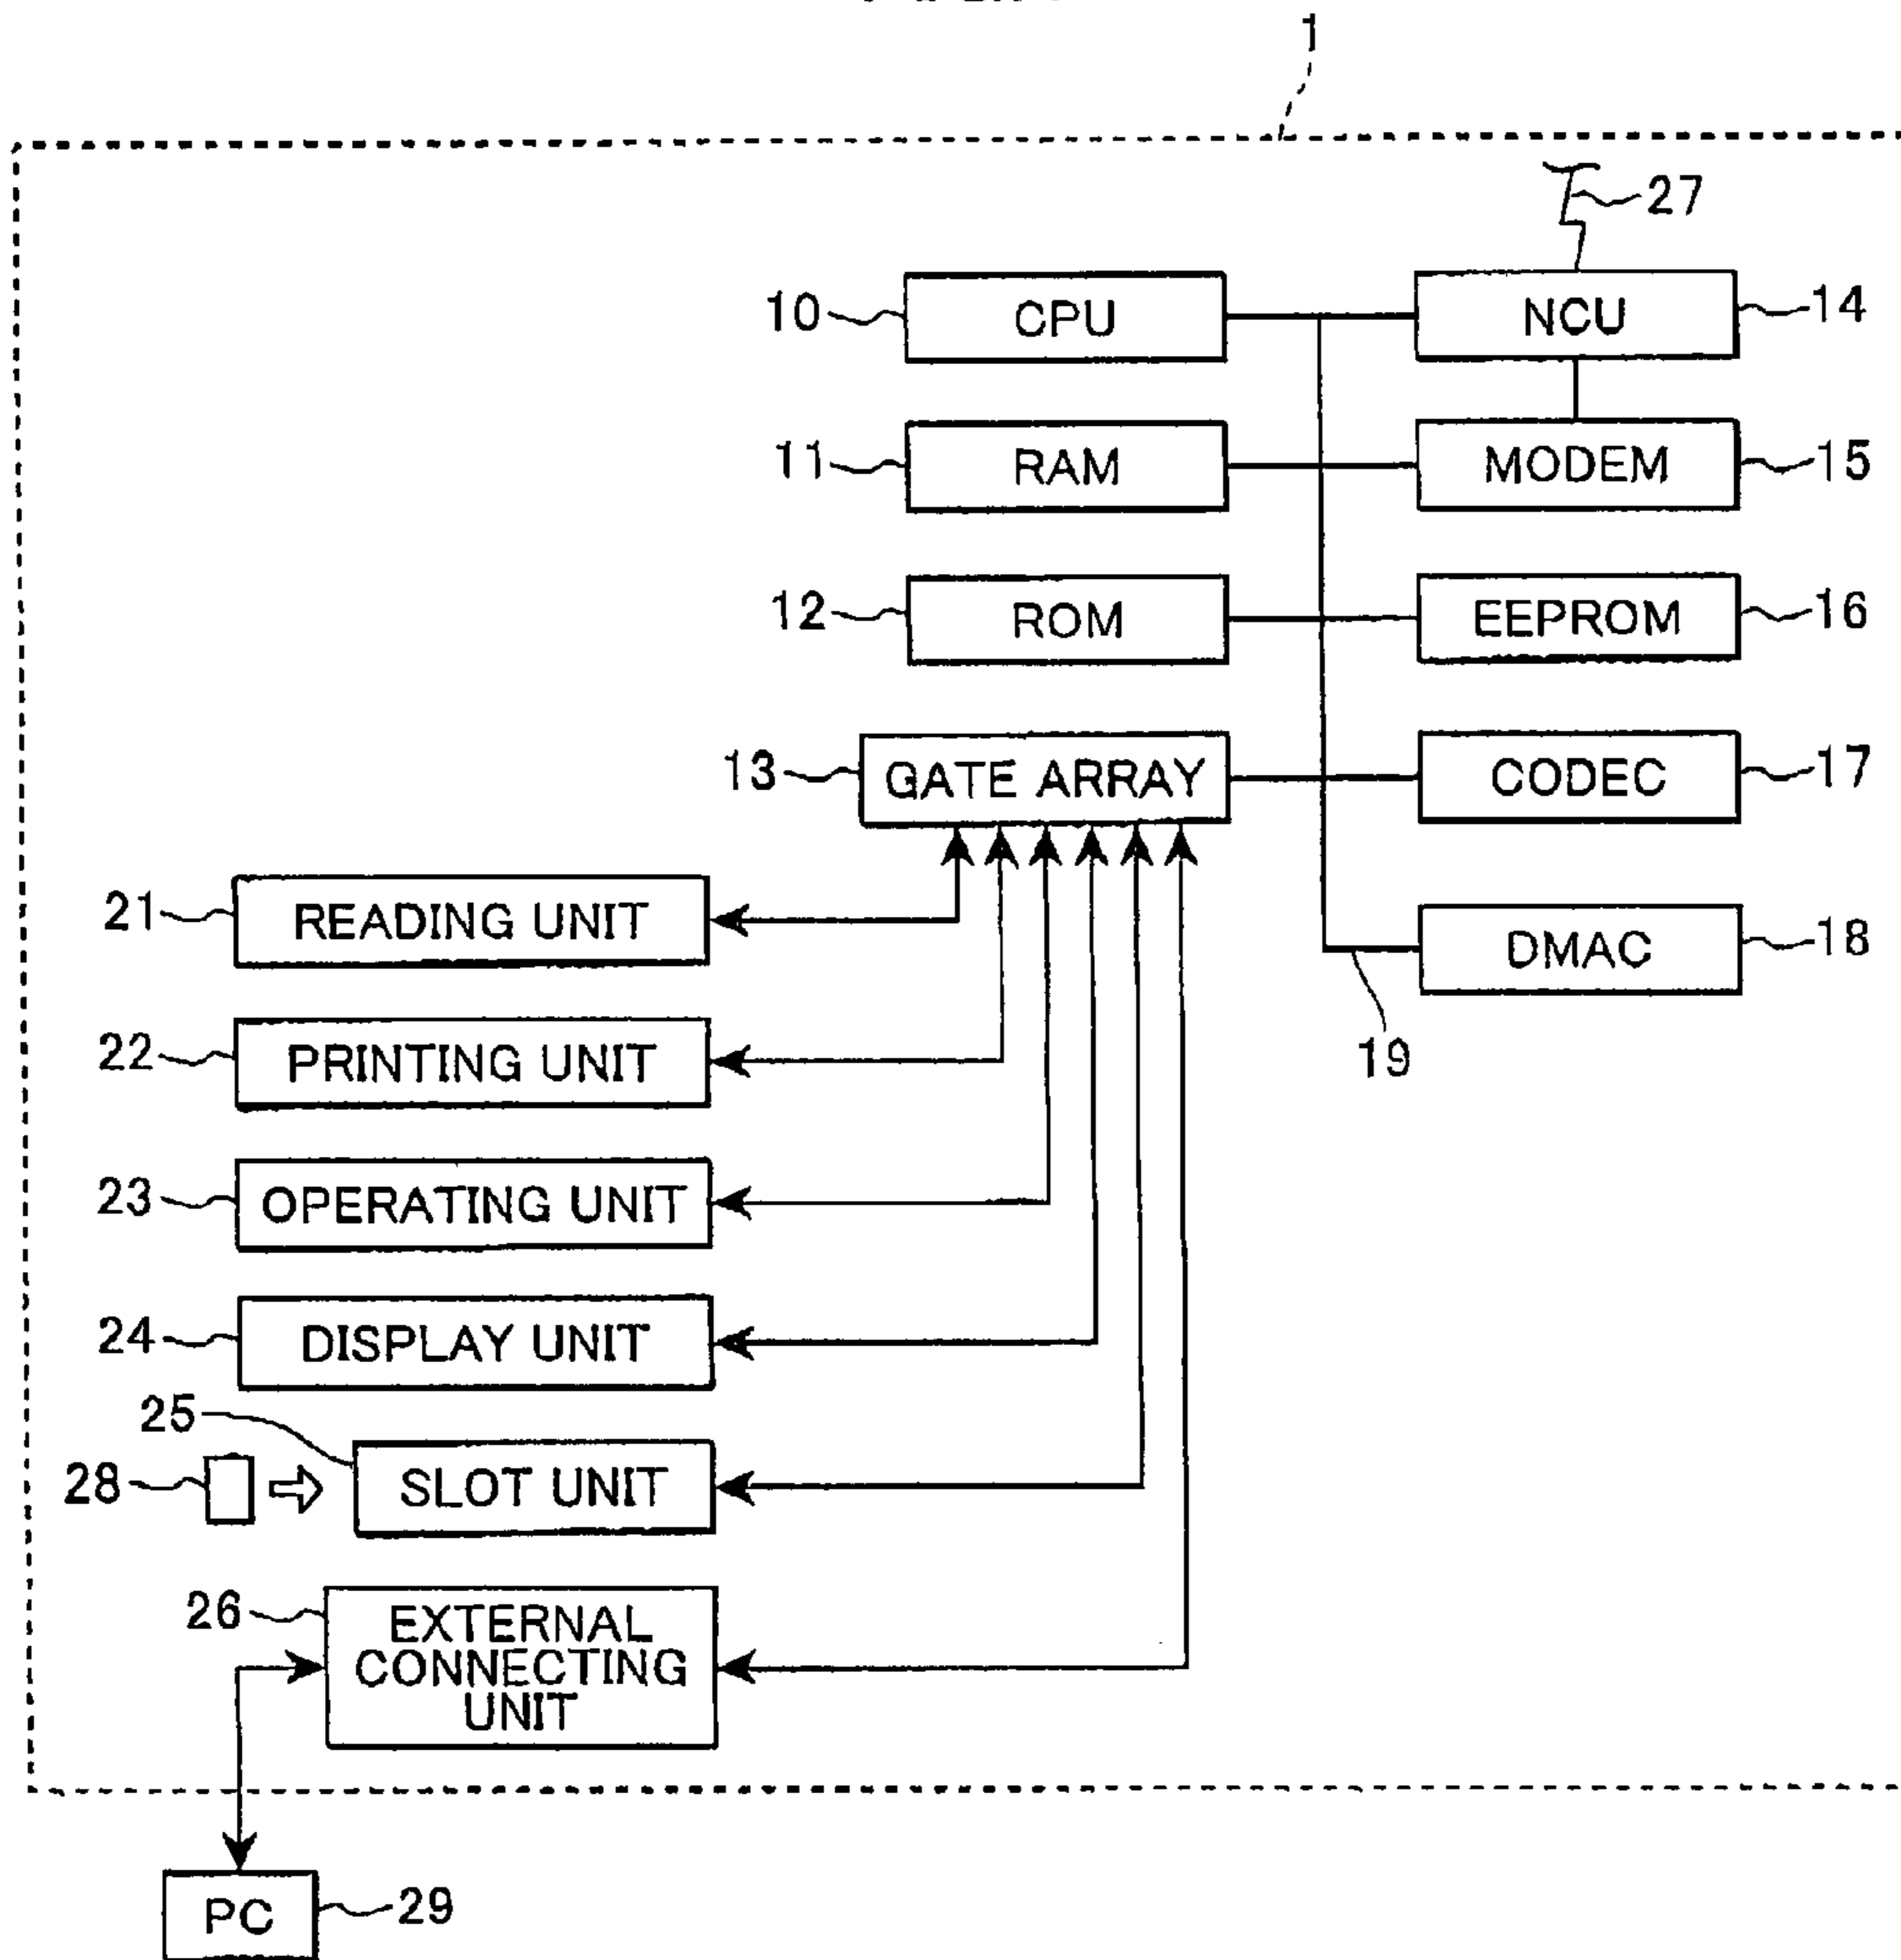 1
27
10 CPU NCU 14
11 RAM MODEM 15
12 ROM EEPROM 16
13 GATE ARRAY CODEC 17
21 READING UNIT DMAC 18
22 PRINTING UNIT 19
23 OPERATING UNIT
24 DISPLAY UNIT
25
28 SLOT UNIT
26 EXTERNAL
CONNECTING
UNIT
PC 29